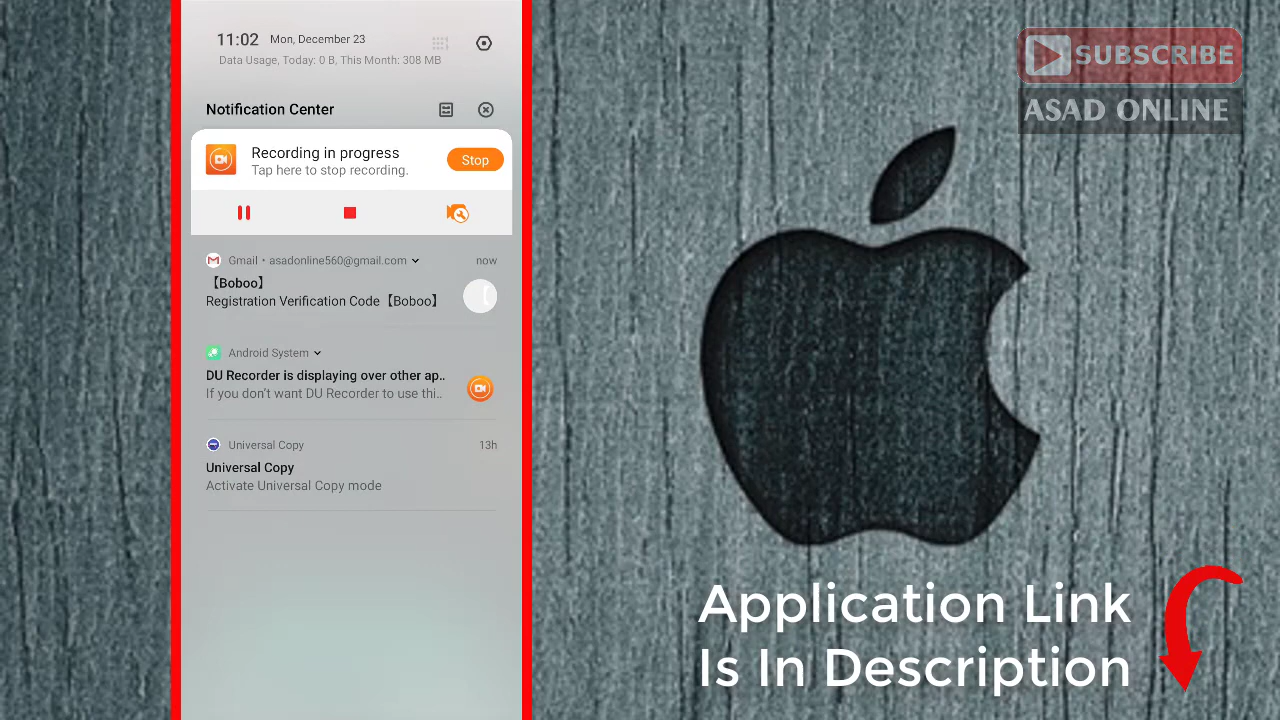 11:02 Mon, December 23
Data Usage, Today: 0 B, This Month: 308 MB
Notification Center
Recording in progress
Tap here to stop recording.
Stop
Gmail • asadonline560@gmail.com now
【Boboo】
Registration Verification Code【Boboo】
Android System
DU Recorder is displaying over other ap..
If you don't want DU Recorder to use thi..
Universal Copy 13h
Universal Copy
Activate Universal Copy mode
SUBSCRIBE
ASAD ONLINE
Application Link
Is In Description